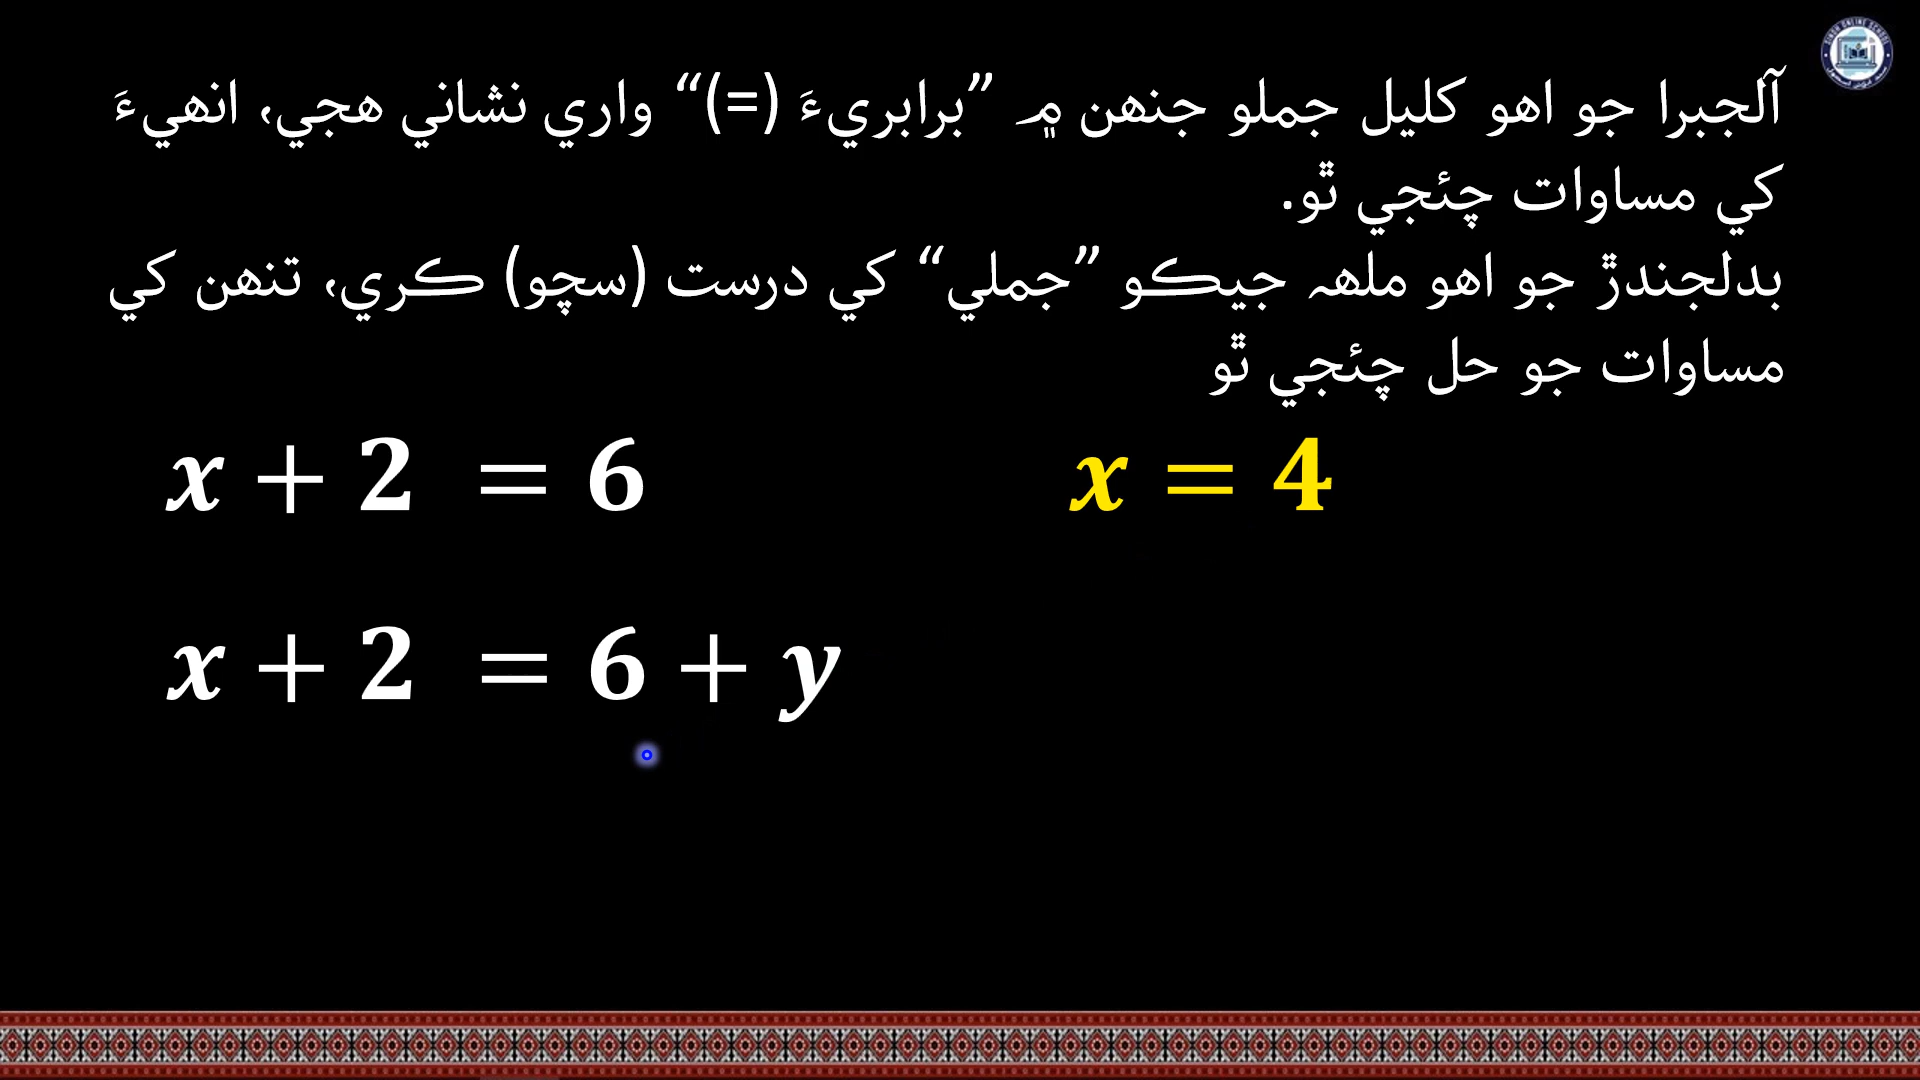 آلجبرا جو اهو کليل جملو جنهن ۾ ”برابريءَ (=)“ واري نشاني هجي، انهيءَ
کي مساوات چئجي ٿو.
بدلجندڙ جو اهو ملهہ جيڪو ”جملي“ کي درست (سچو) ڪري، تنهن کي
مساوات جو حل چئجي ٿو
x + 2 = 6
x = 4
x + 2 = 6 + y